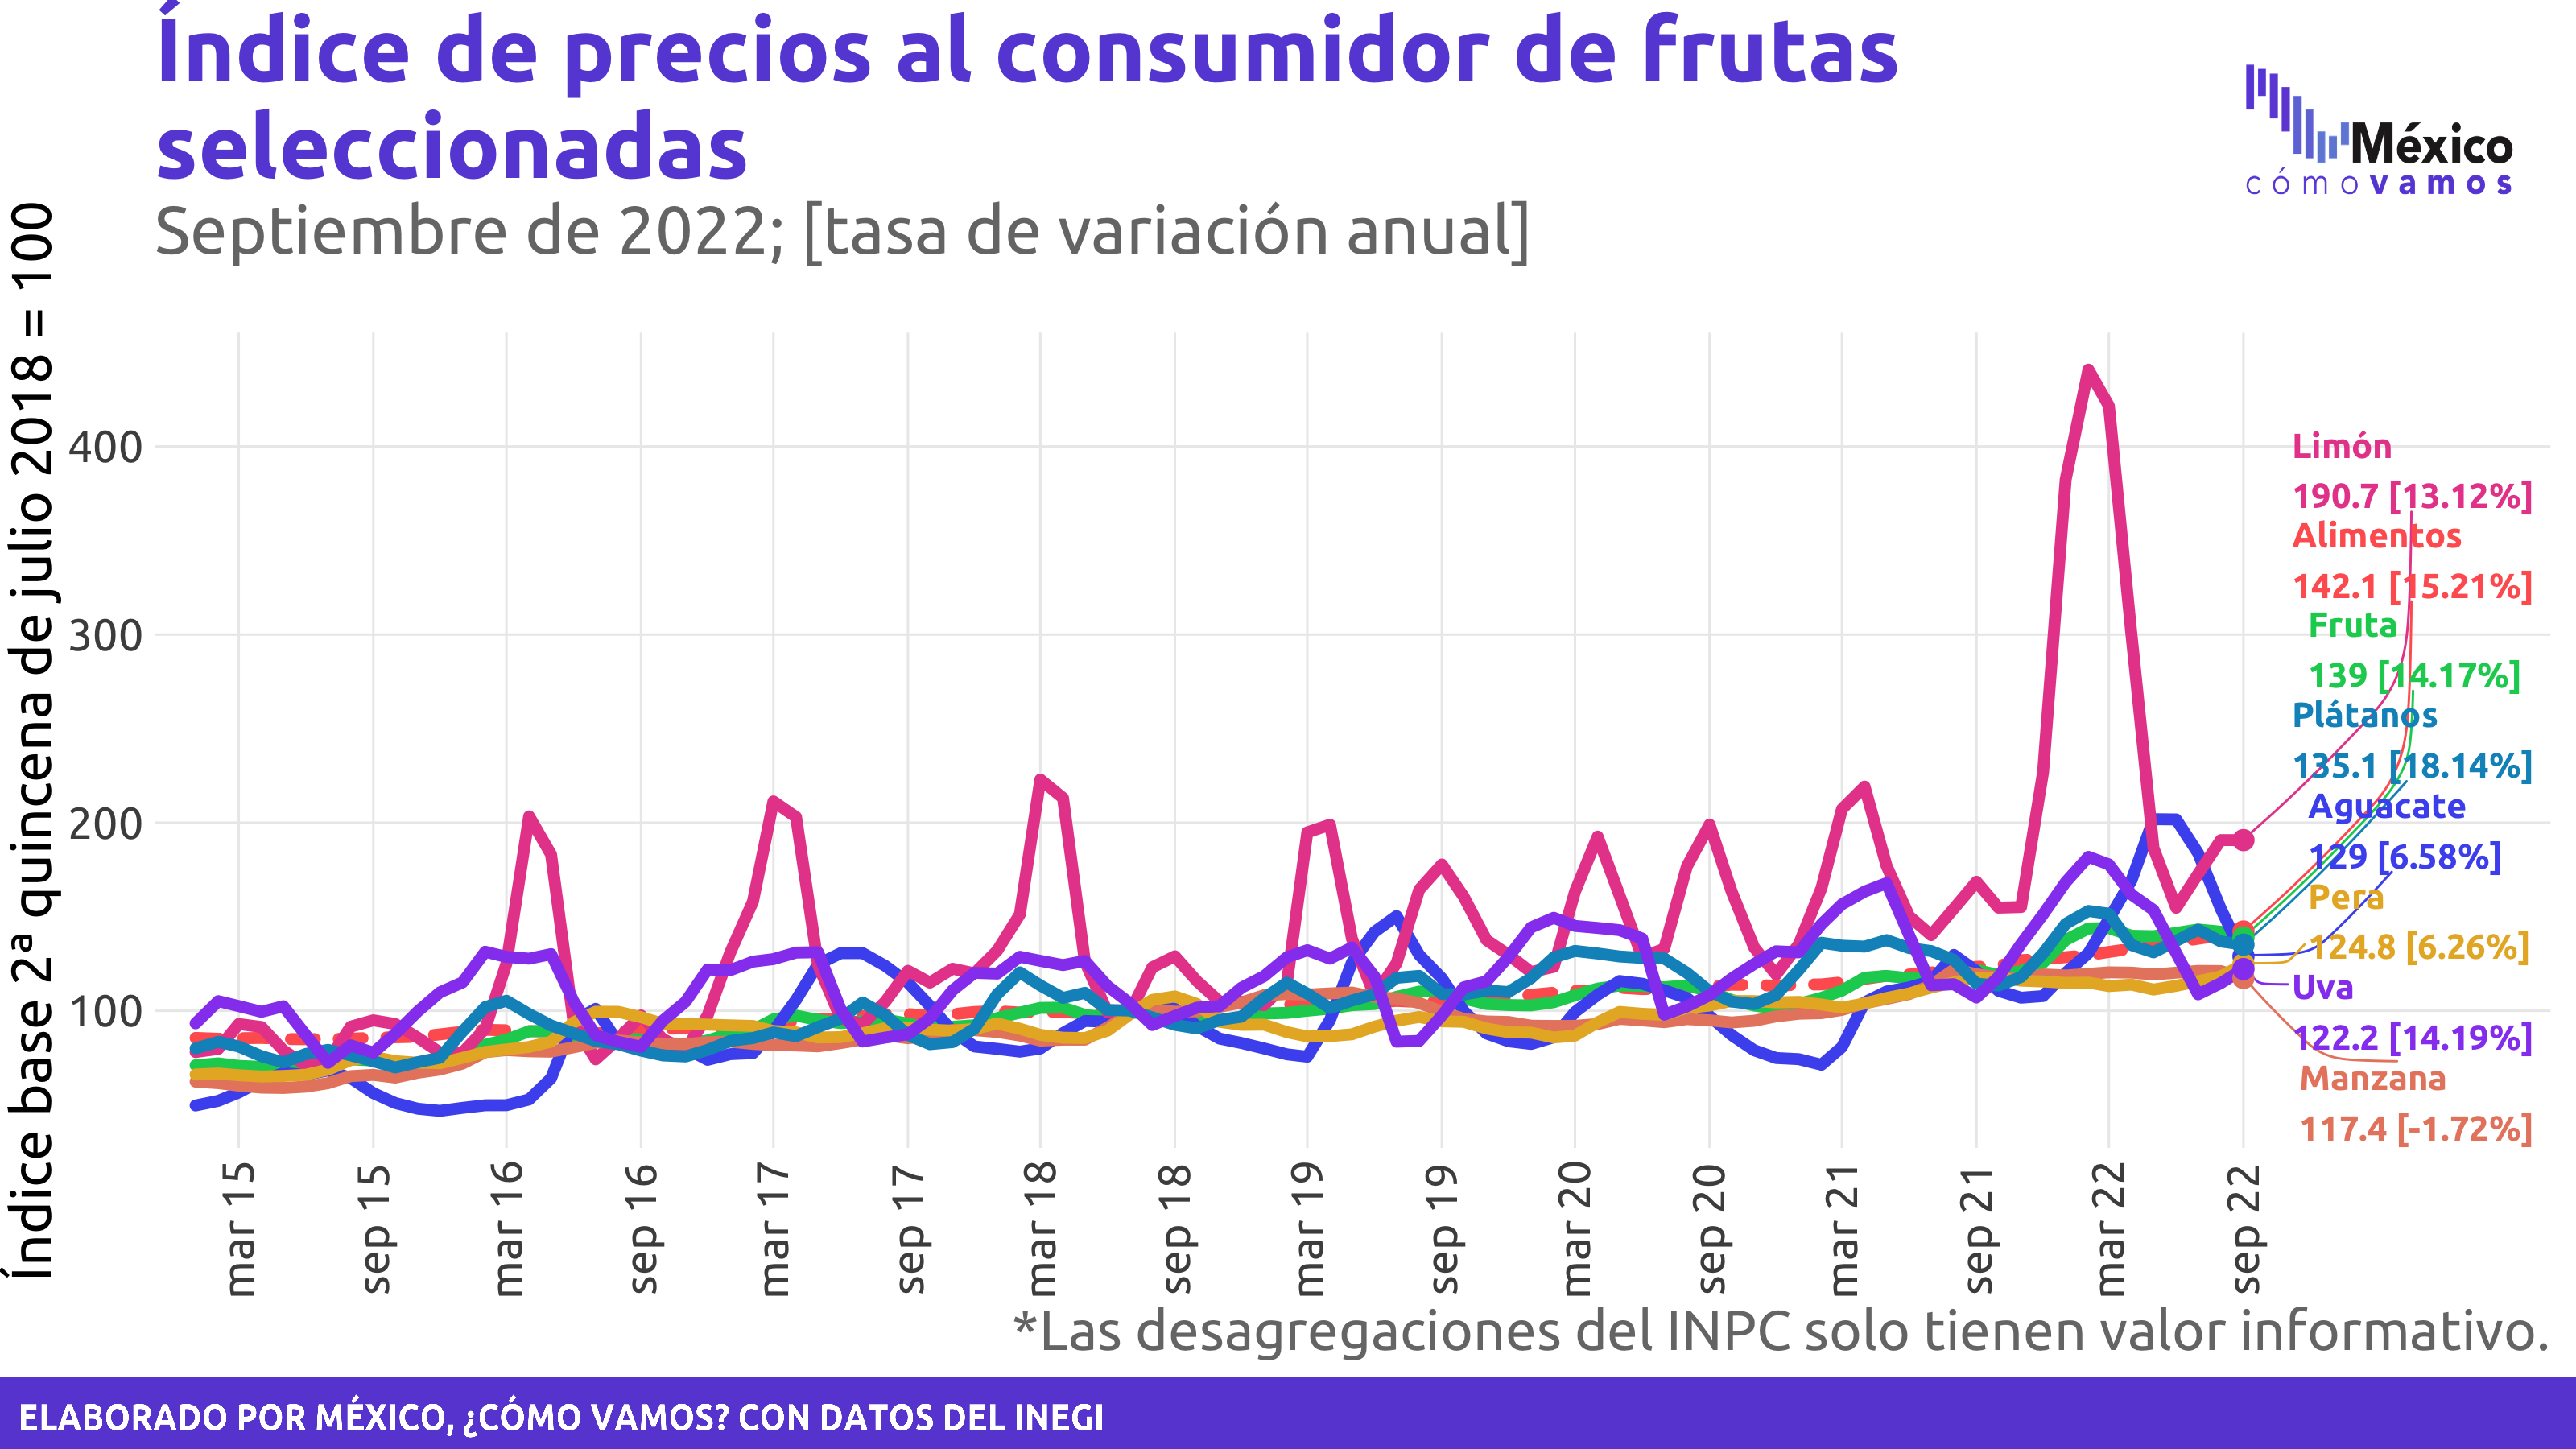 Índice de precios al consumidor de frutas
seleccionadas
Septiembre de 2022; [tasa de variación anual]
México
cómo vamos
Índice base 2ª quincena de julio 2018 = 100
400
300
200
100
Limón
190.7 [13.12%]
Alimentos
142.1 [15.21%]
Fruta
139 [14.17%]
Plátanos
135.1 [18.14%]
Aguacate
129 [6.58%]
Pera
124.8 [6.26%]
Uva
122.2 [14.19%]
Manzana
117.4 [-1.72%]
mar 15
sep 15
mar 16
sep 16
mar 17
sep 17
mar 18
sep 18
mar 19
sep 19
mar 20
sep 20
mar 21
sep 21
mar 22
sep 22
*Las desagregaciones del INPC solo tienen valor informativo.
ELABORADO POR MÉXICO, ¿CÓMO VAMOS? CON DATOS DEL INEGI